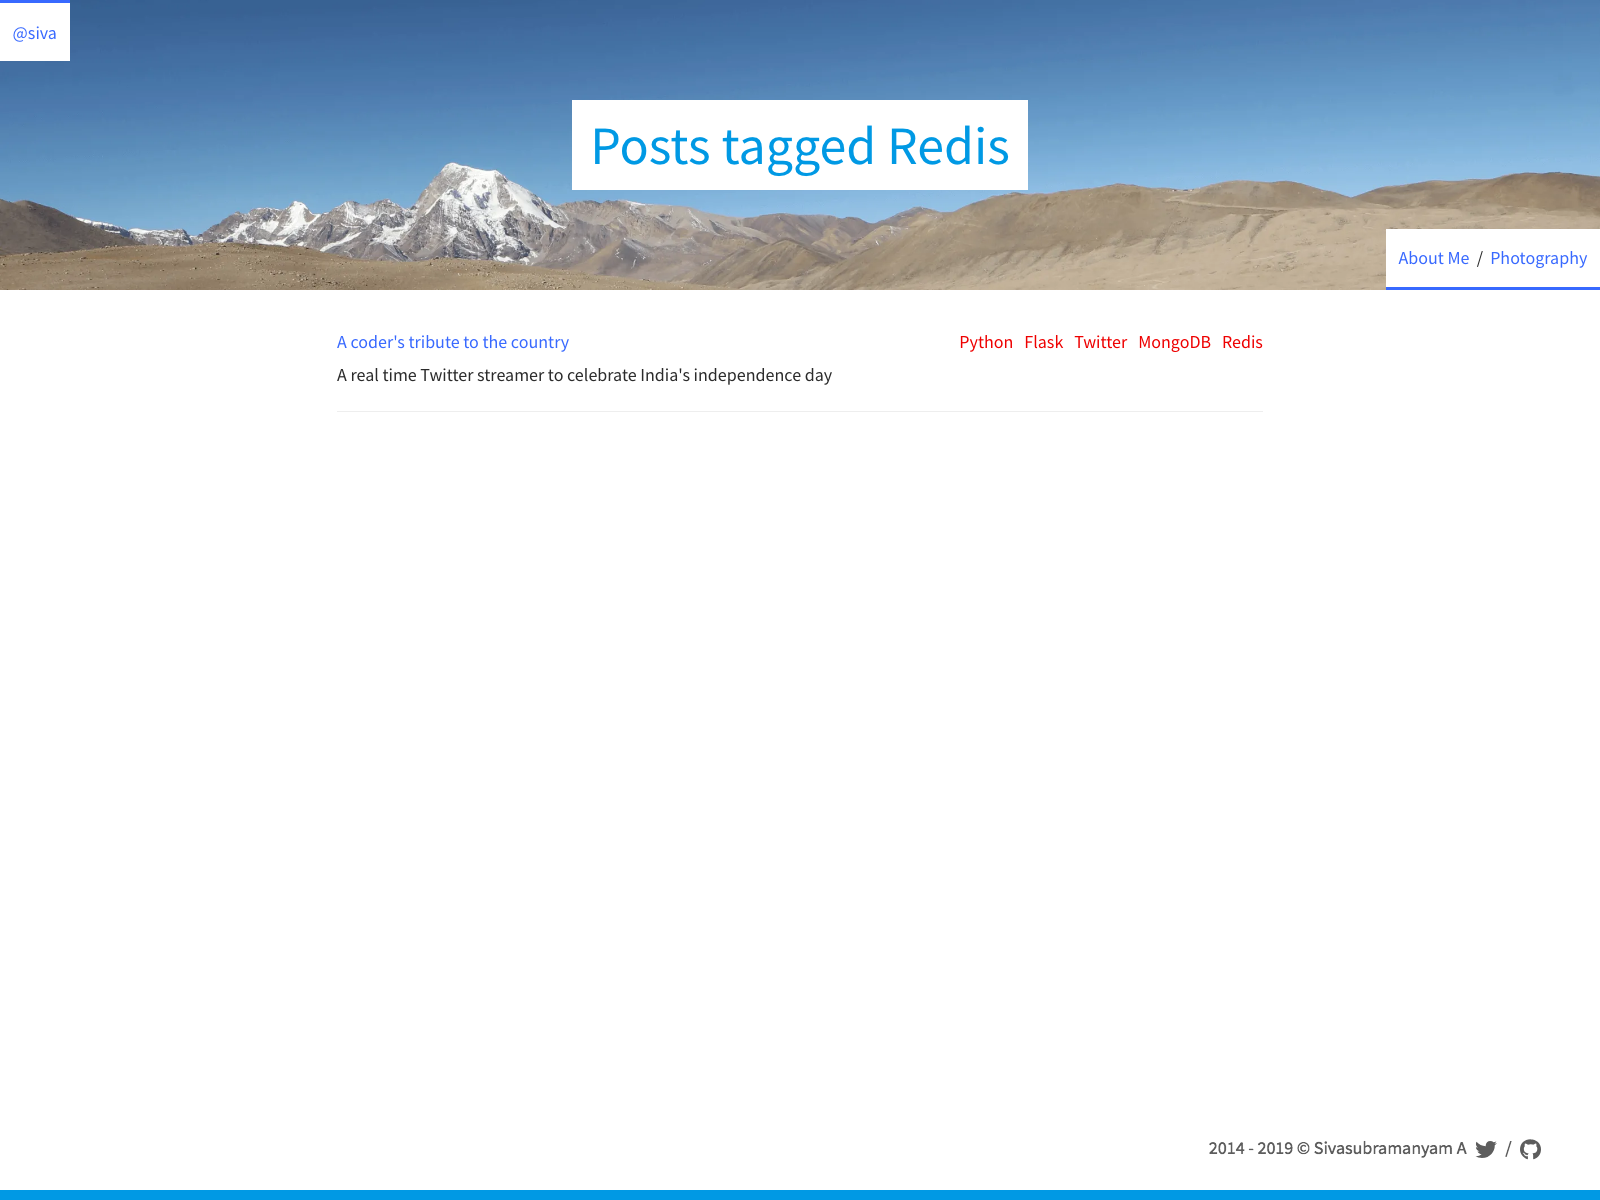 @siva
Posts tagged Redis
About Me / Photography
A coder's tribute to the country Python Flask Twitter MongoDB Redis
A real time Twitter streamer to celebrate India's independence day
2014 - 2019 © Sivasubramanyam A /